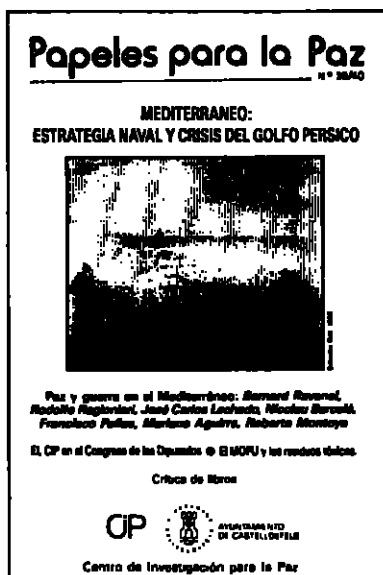 Papeles para la Paz
Nº 39/40
MEDITERRANEO:
ESTRATEGIA NAVAL Y CRISIS DEL GOLFO PERSICO
Paz y guerra en el Mediterráneo: Bernard Ravenel,
Rodolfo Ragionieri, José Carlos Lechado, Nicolau Barceló,
Francisco Peñas, Mariano Aguirre, Roberto Montoya
EL CIP en el Congreso de los Diputados ● El MOPU y los residuos tóxicos
Crítica de libros
CIP
AYUNTAMIENTO
DE CASTELLDEFELS
Centro de Investigación para la Paz